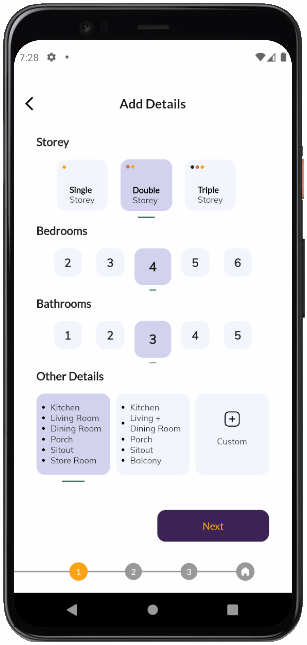 7:28
Add Details
Storey
Single
Storey
Double
Storey
Triple
Storey
Bedrooms
2 3 4 5 6
Bathrooms
1 2 3 4 5
Other Details
• Kitchen
• Living Room
• Dining Room
• Porch
• Sitout
• Store Room
• Kitchen
• Living +
• Dining Room
• Porch
• Sitout
• Balcony
Custom
Next
1 2 3